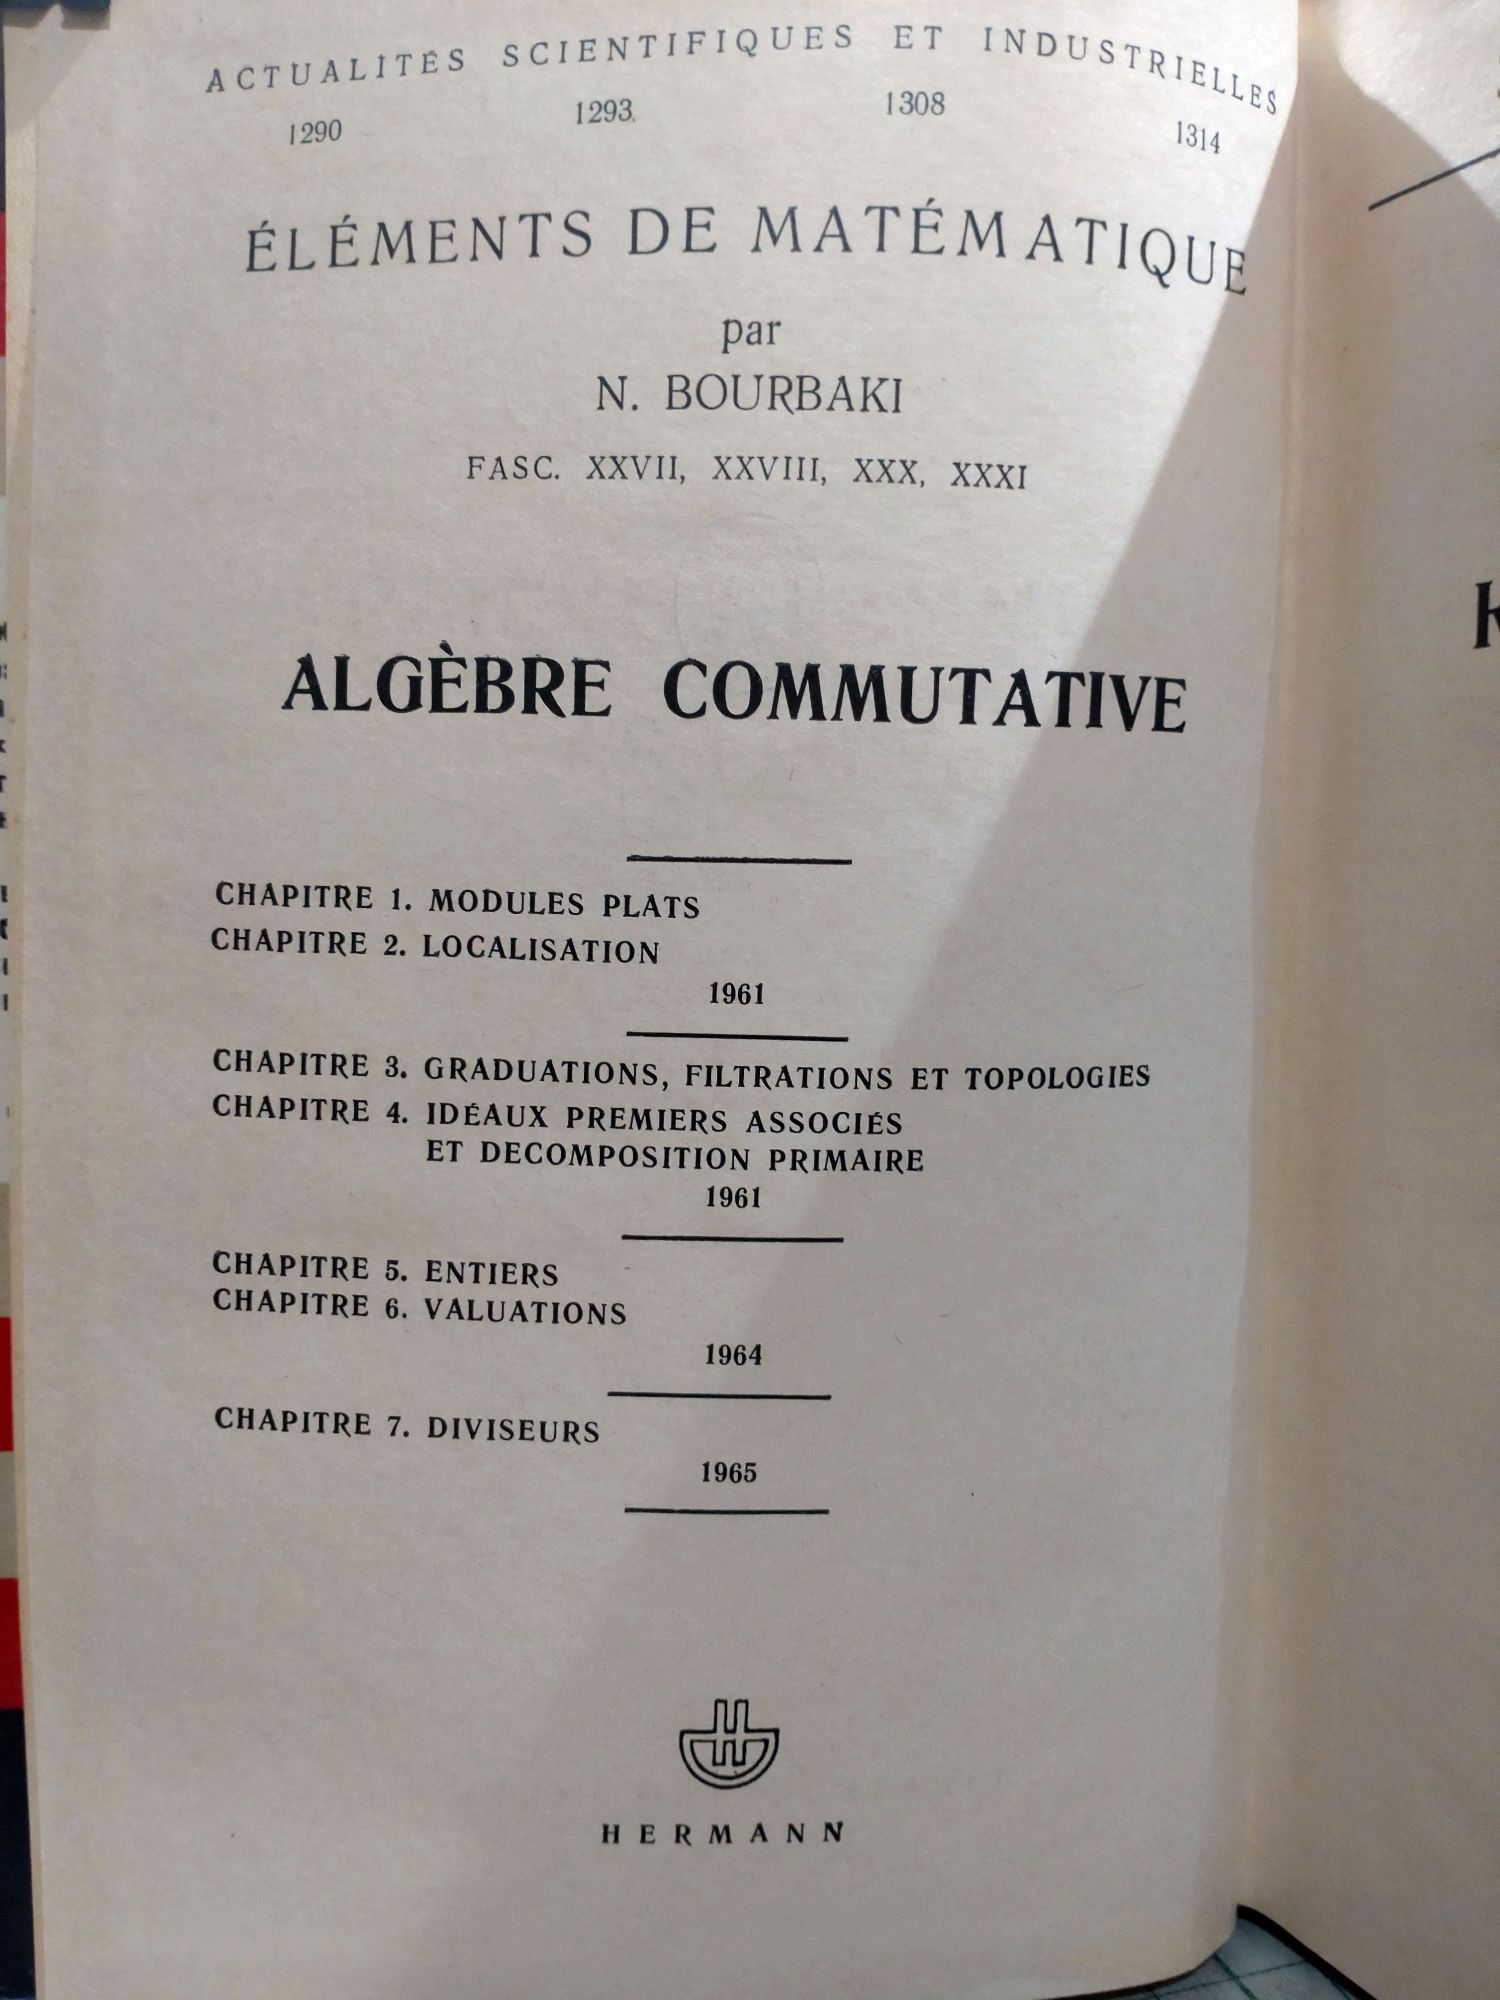 ACTUALITÉS SCIENTIFIQUES ET INDUSTRIELLES
1290 1293 1308 1314
ÉLÉMENTS DE MATÉMATIQUE
par
N. BOURBAKI
FASC. XXVII, XXVIII, XXX, XXXI
ALGÈBRE COMMUTATIVE
CHAPITRE 1. MODULES PLATS
CHAPITRE 2. LOCALISATION
1961
CHAPITRE 3. GRADUATIONS, FILTRATIONS ET TOPOLOGIES
CHAPITRE 4. IDÉAUX PREMIERS ASSOCIÉS
ET DECOMPOSITION PRIMAIRE
1961
CHAPITRE 5. ENTIERS
CHAPITRE 6. VALUATIONS
1964
CHAPITRE 7. DIVISEURS
1965
HERMANN